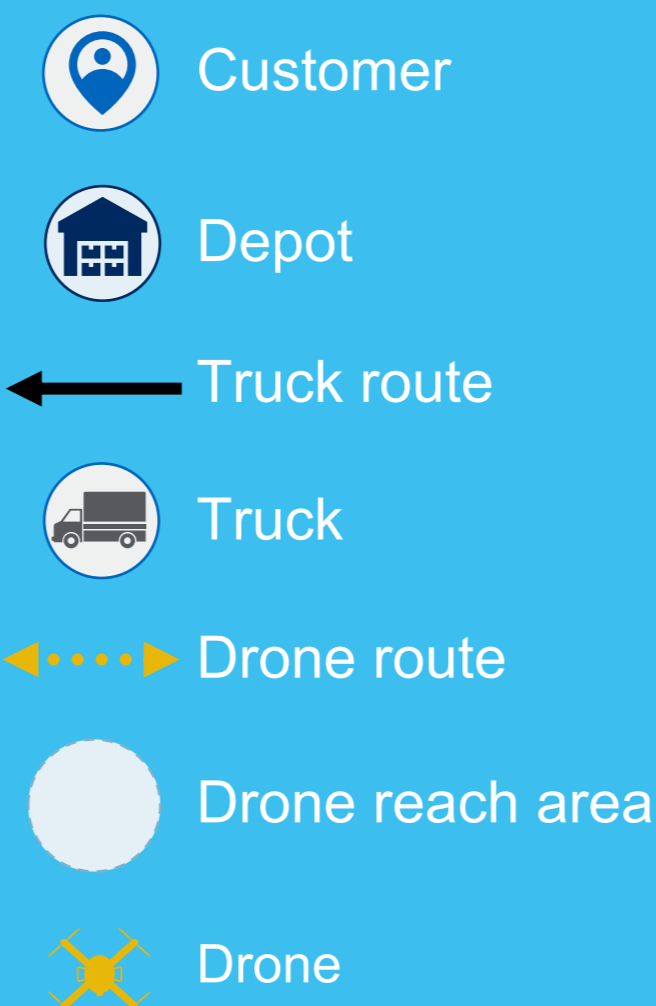 Customer
Depot
Truck route
Truck
Drone route
Drone reach area
Drone